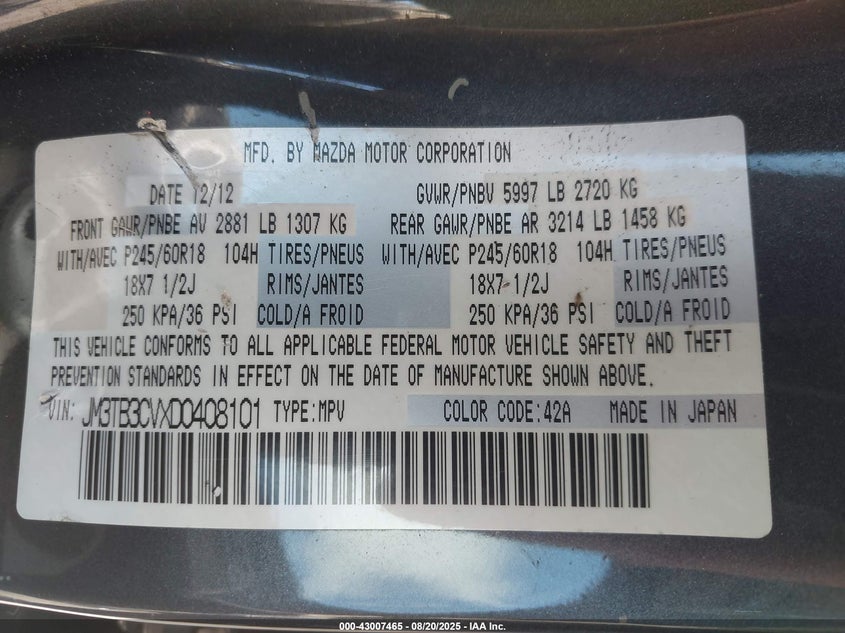 MFD. BY MAZDA MOTOR CORPORATION
DATE 12/12 GVWR/PNBV 5997 LB 2720 KG
FRONT GAWR/PNBE AV 2881 LB 1307 KG REAR GAWR/PNBE AR 3214 LB 1458 KG
WITH/AVEC P245/60R18 104H TIRES/PNEUS WITH/AVEC P245/60R18 104H TIRES/PNEUS
18X7 1/2J RIMS/JANTES 18X7 1/2J RIMS/JANTES
250 KPA/36 PSI COLD/A FROID 250 KPA/36 PSI COLD/A FROID
THIS VEHICLE CONFORMS TO ALL APPLICABLE FEDERAL MOTOR VEHICLE SAFETY AND THEFT
PREVENTION STANDARDS IN EFFECT ON THE DATE OF MANUFACTURE SHOWN ABOVE.
VIN: JM3TB3CVXD0408101 TYPE:MPV COLOR CODE:42A MADE IN JAPAN
000-43007465 - 08/20/2025 - IAA Inc.